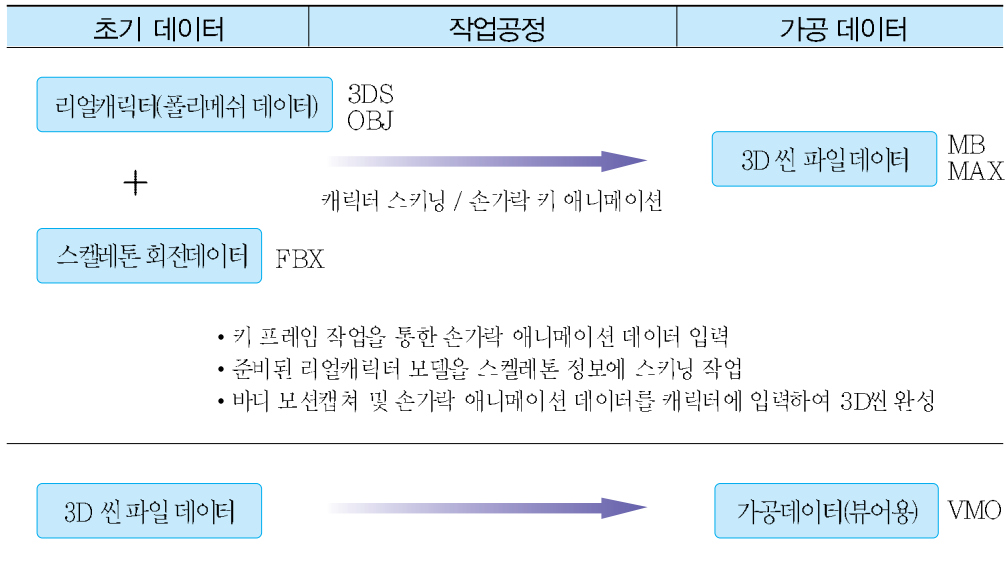 초기 데이터 작업공정 가공 데이터
리얼캐릭터(폴리메쉬 데이터)
3DS
OBJ
+
캐릭터 스키닝 / 손가락 키 애니메이션
3D 씬 파일데이터
MB
MAX
스켈레톤 회전데이터
FBX
• 키 프레임 작업을 통한 손가락 애니메이션 데이터 입력
• 준비된 리얼캐릭터 모델을 스켈레톤 정보에 스키닝 작업
• 바디 모션캡쳐 및 손가락 애니메이션 데이터를 캐릭터에 입력하여 3D씬 완성
3D 씬 파일 데이터
가공데이터(뷰어용)
VMO